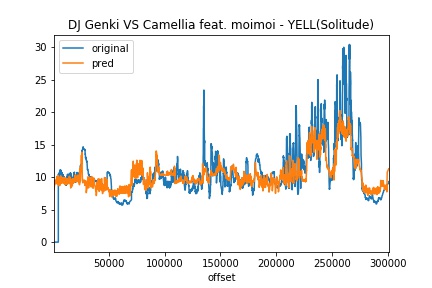 DJ Genki VS Camellia feat. moimoi - YELL(Solitude)
original
pred
30
25
20
15
10
5
0
50000 100000 150000 200000 250000 300000
offset